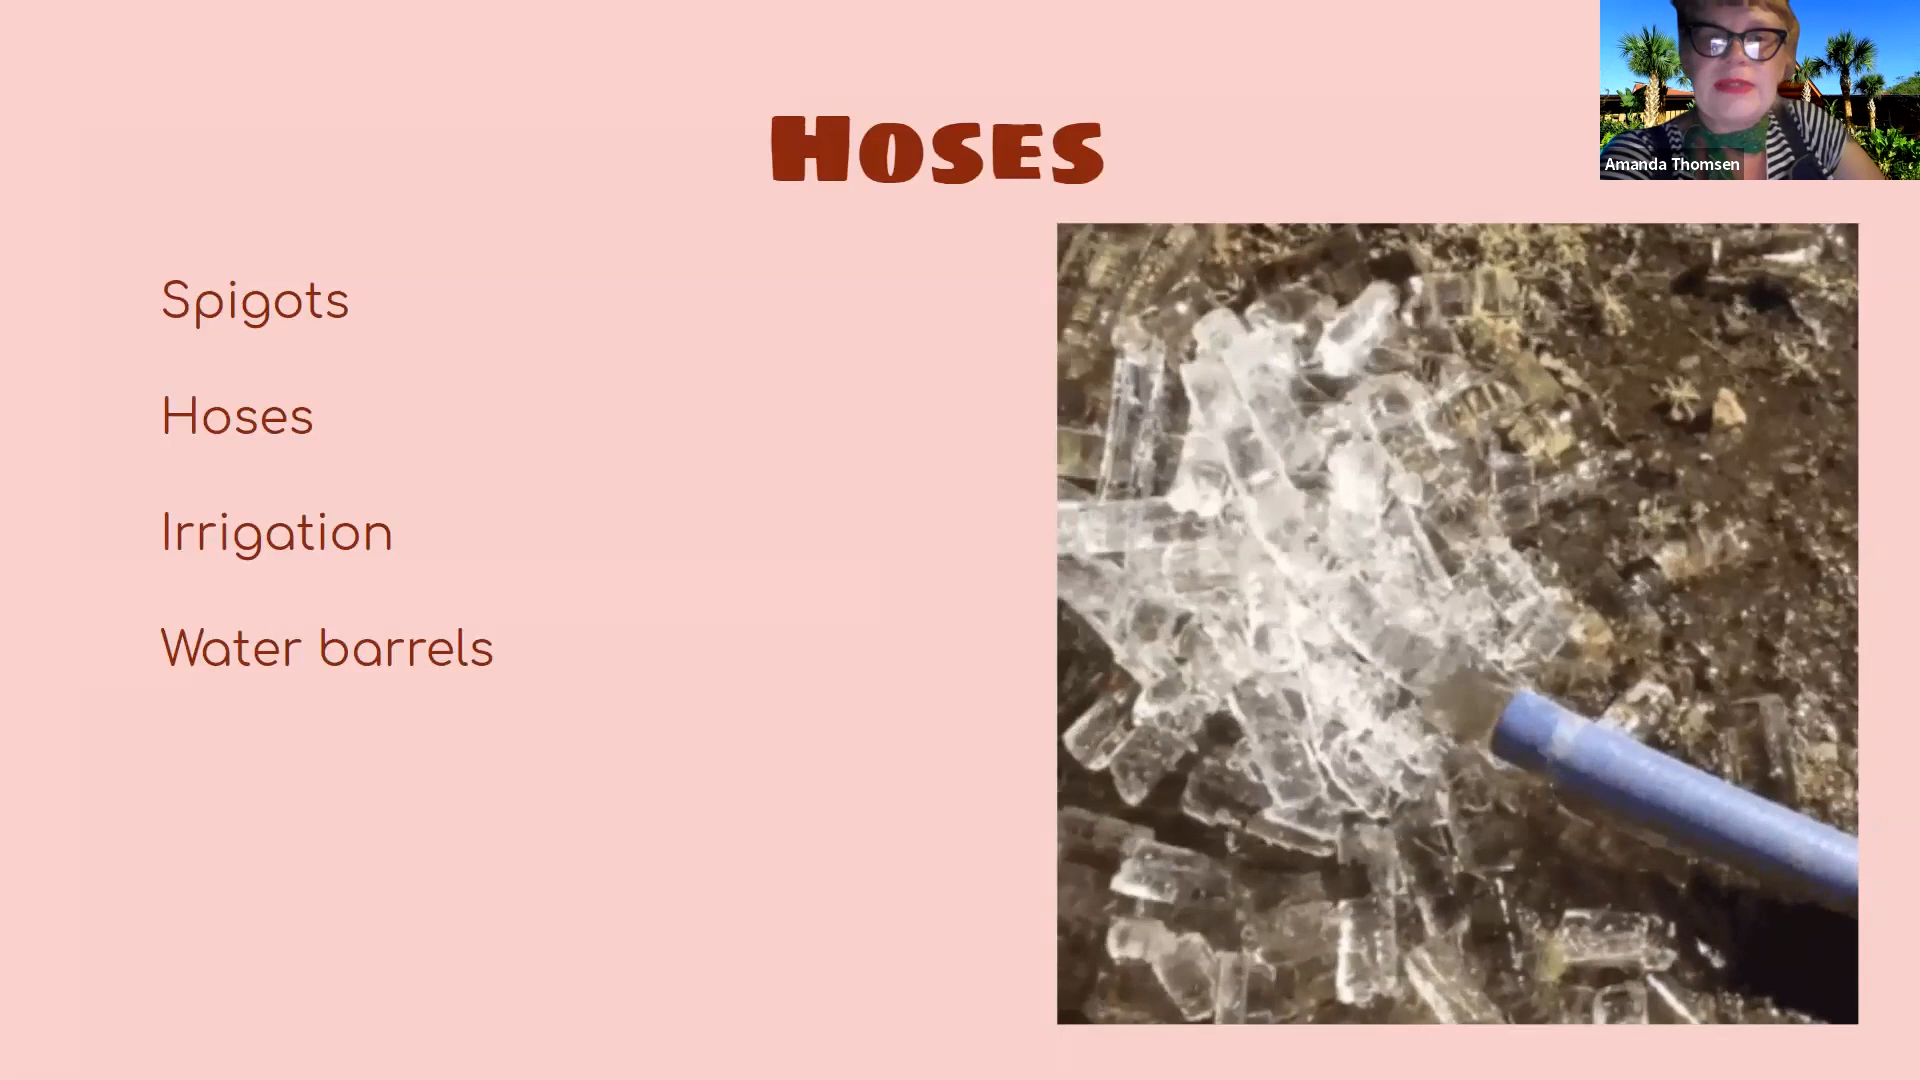 Hoses
Amanda Thomsen
Spigots
Hoses
Irrigation
Water barrels